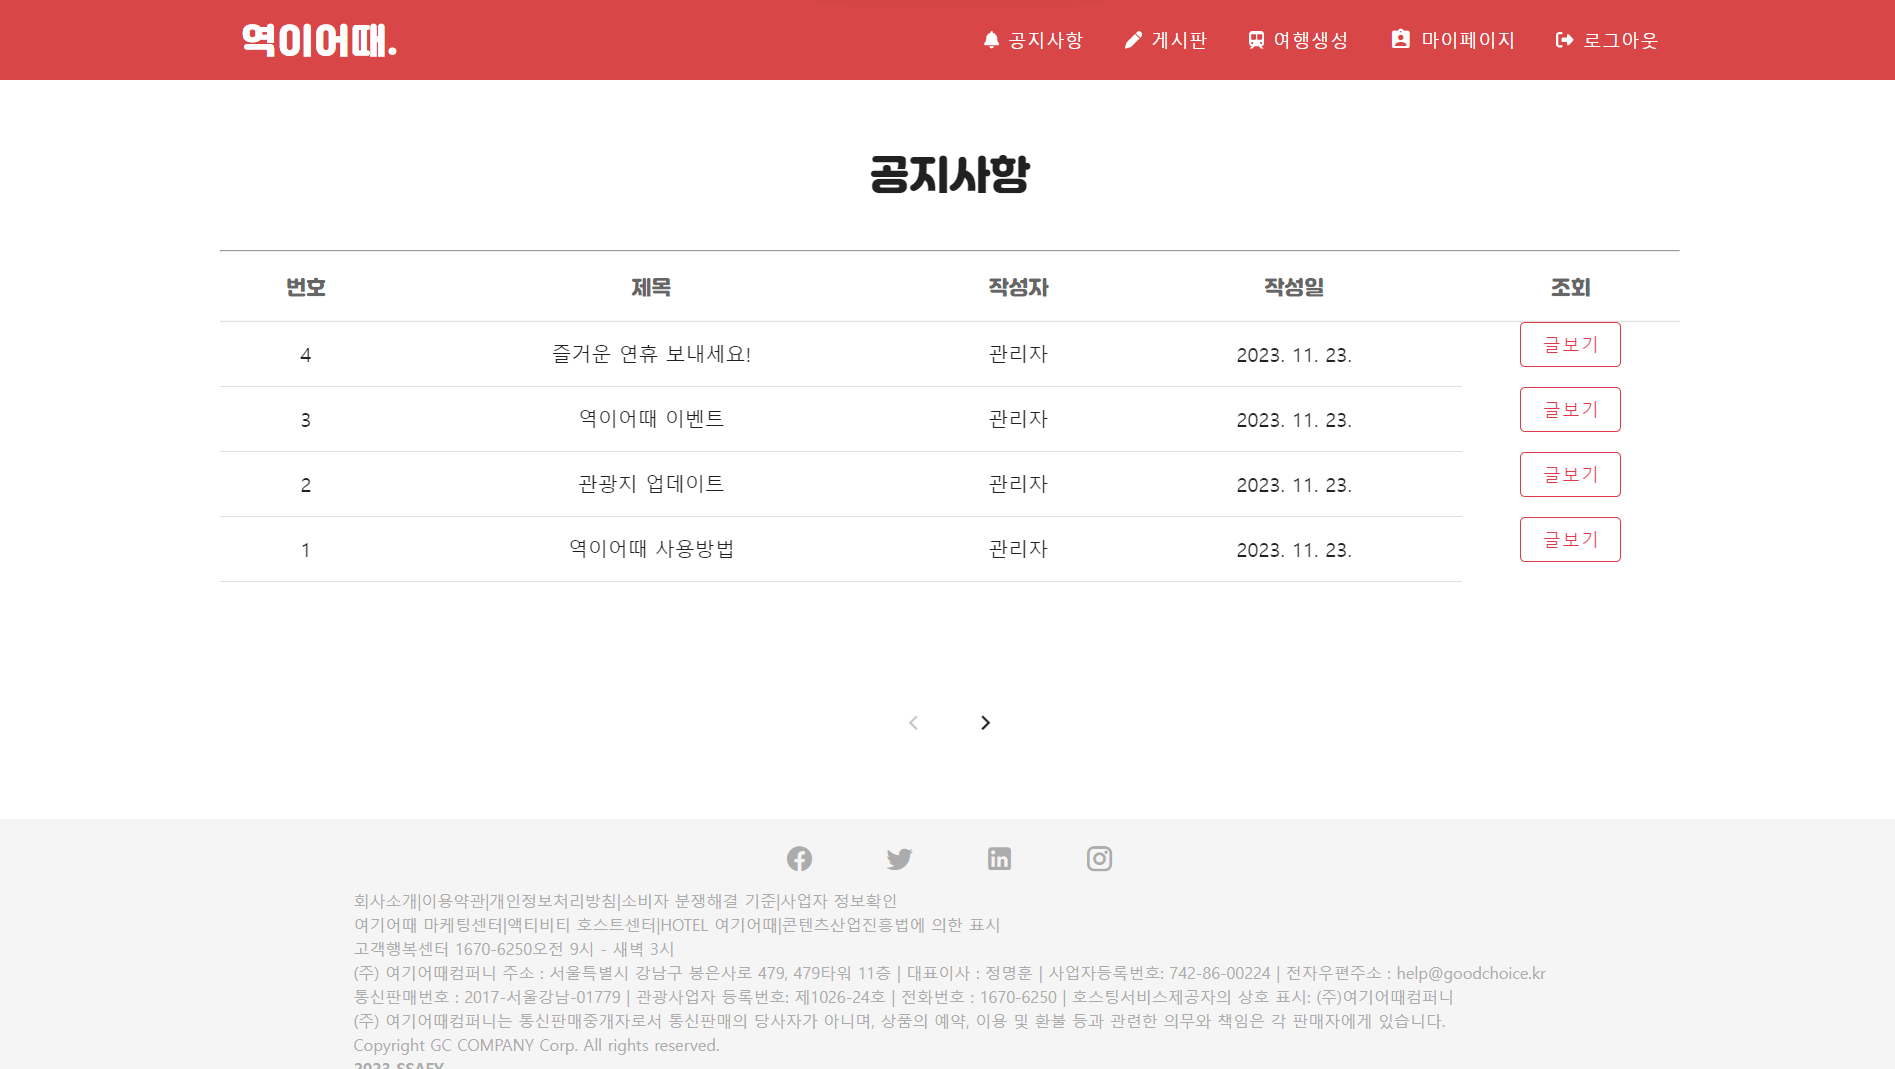 역이어때.
공지사항 게시판 여행생성 마이페이지 로그아웃
공지사항
번호 제목 작성자 작성일 조회
4 즐거운 연휴 보내세요! 관리자 2023. 11. 23. 글보기
3 역이어때 이벤트 관리자 2023. 11. 23. 글보기
2 관광지 업데이트 관리자 2023. 11. 23. 글보기
1 역이어때 사용방법 관리자 2023. 11. 23. 글보기
회사소개|이용약관|개인정보처리방침|소비자 분쟁해결 기준|사업자 정보확인
여기어때 마케팅센터|액티비티 호스트센터|HOTEL 여기어때|콘텐츠산업진흥법에 의한 표시
고객행복센터 1670-6250오전 9시 - 새벽 3시
(주) 여기어때컴퍼니 주소 : 서울특별시 강남구 봉은사로 479, 479타워 11층 | 대표이사 : 정명훈 | 사업자등록번호: 742-86-00224 | 전자우편주소 : help@goodchoice.kr
통신판매번호 : 2017-서울강남-01779 | 관광사업자 등록번호: 제1026-24호 | 전화번호 : 1670-6250 | 호스팅서비스제공자의 상호 표시: (주)여기어때컴퍼니
(주) 여기어때컴퍼니는 통신판매중개자로서 통신판매의 당사자가 아니며, 상품의 예약, 이용 및 환불 등과 관련한 의무와 책임은 각 판매자에게 있습니다.
Copyright GC COMPANY Corp. All rights reserved.
2023 SSAFY